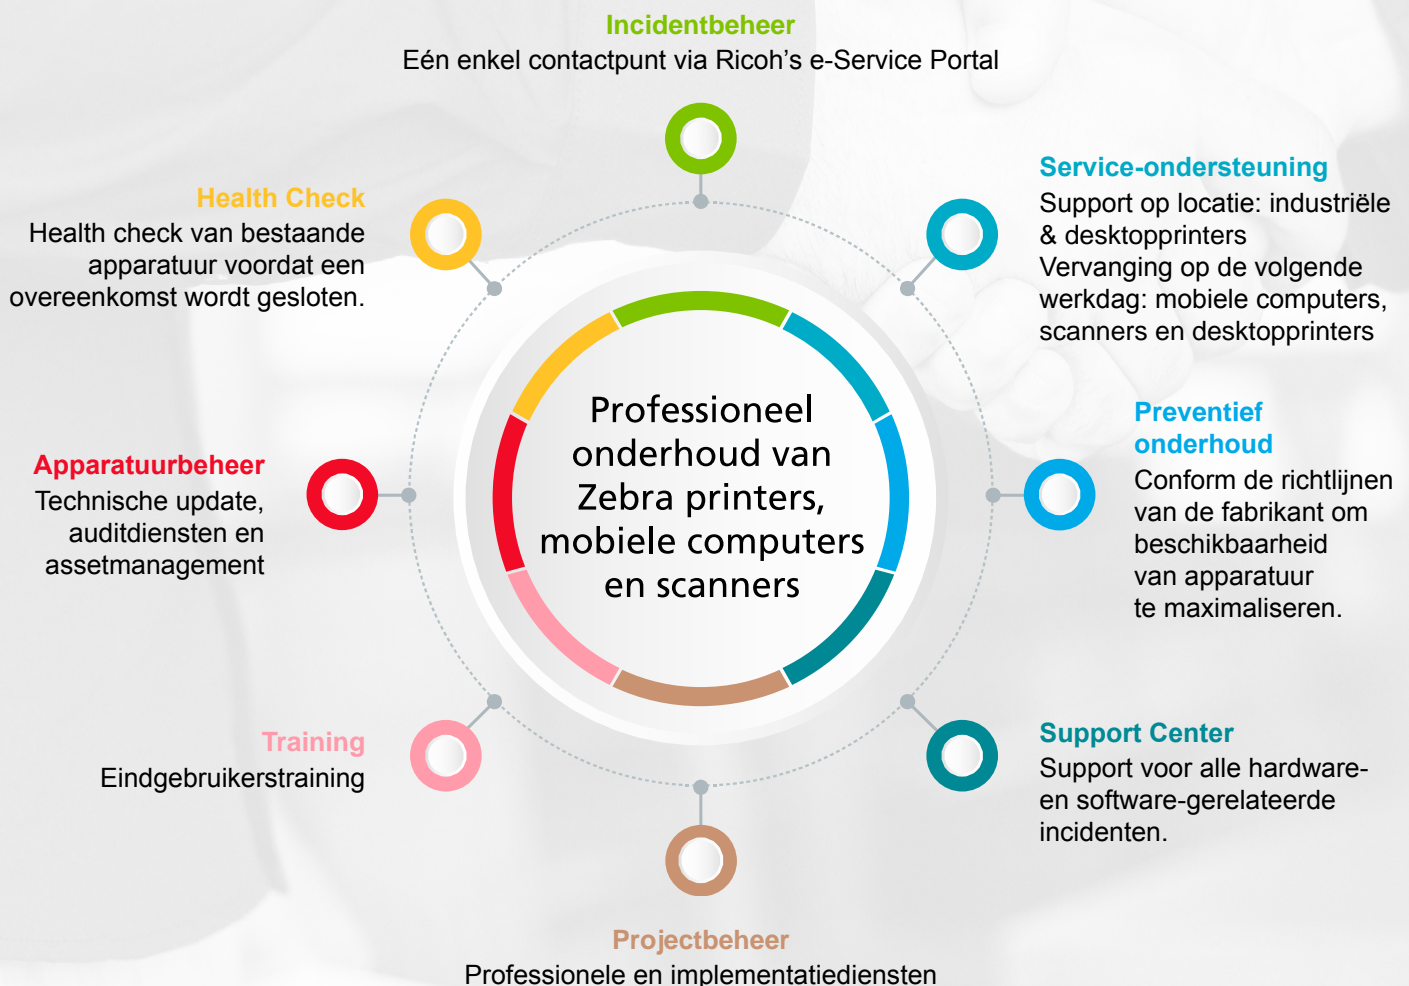 Incidentbeheer
Eén enkel contactpunt via Ricoh's e-Service Portal
Service-ondersteuning
Support op locatie: industriële
& desktopprinters
Vervanging op de volgende
werkdag: mobiele computers,
scanners en desktopprinters
Preventief
onderhoud
Conform de richtlijnen
van de fabrikant om
beschikbaarheid
van apparatuur
te maximaliseren.
Support Center
Support voor alle hardware-
en software-gerelateerde
incidenten.
Projectbeheer
Professionele en implementatiediensten
Training
Eindgebruikerstraining
Apparatuurbeheer
Technische update,
auditdiensten en
assetmanagement
Health Check
Health check van bestaande
apparatuur voordat een
overeenkomst wordt gesloten.
Professioneel
onderhoud van
Zebra printers,
mobiele computers
en scanners